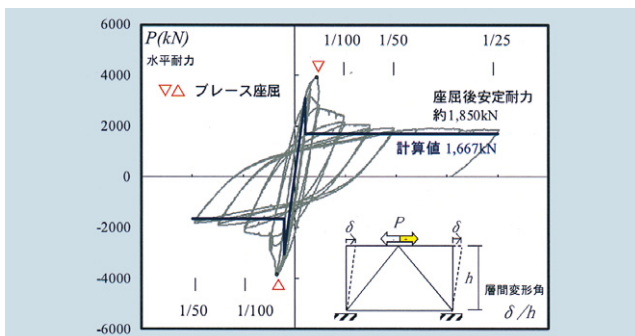 6000
P(kN)
水平耐力
1/100 1/50 1/25
▽△ ブレース座屈
4000
座屈後安定耐力
約1,850kN
2000
計算値 1,667kN
0
-2000
δ P δ
h
-4000
1/50 1/100
層間変形角
δ/h
-6000